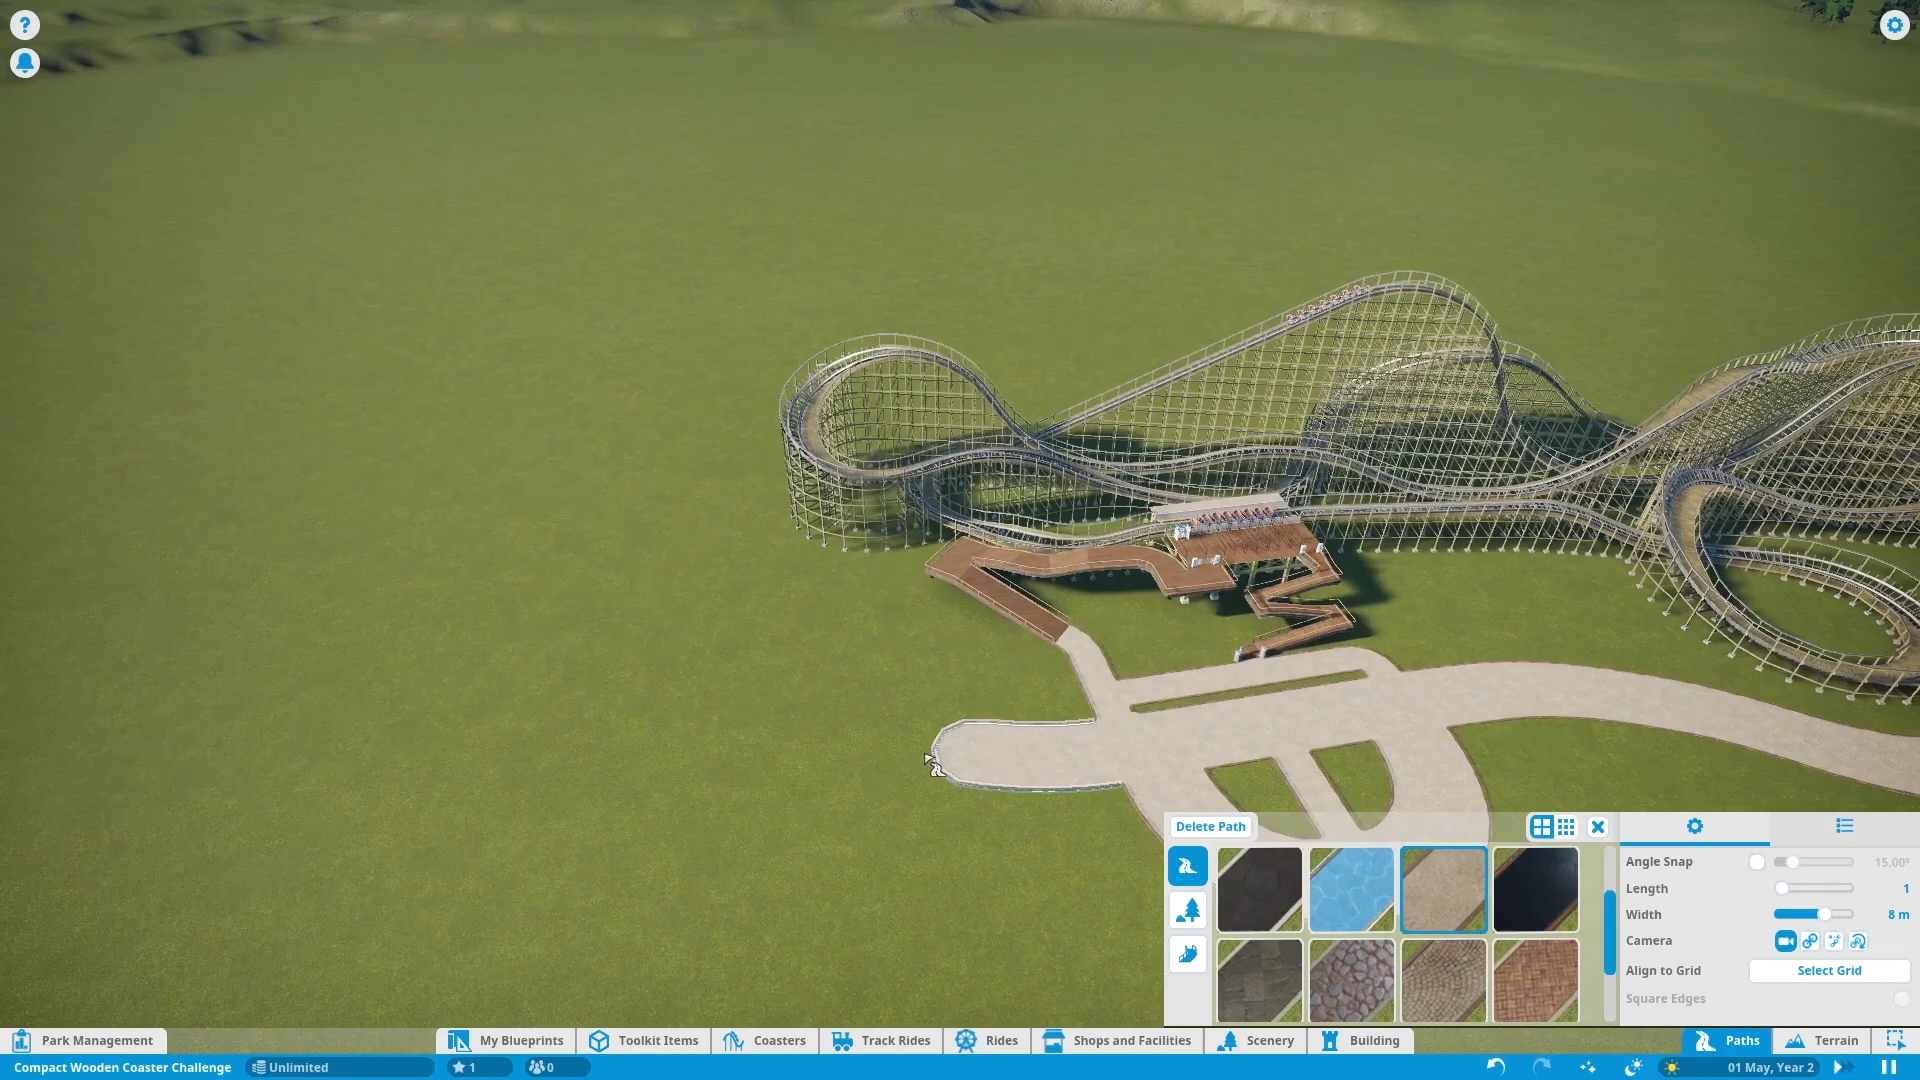 ?
Delete Path
Angle Snap 15.00°
Length 1
Width 8 m
Camera
Align to Grid Select Grid
Square Edges
Park Management My Blueprints Toolkit Items Coasters Track Rides Rides Shops and Facilities Scenery Building Paths Terrain
Compact Wooden Coaster Challenge Unlimited 1 0 01 May, Year 2